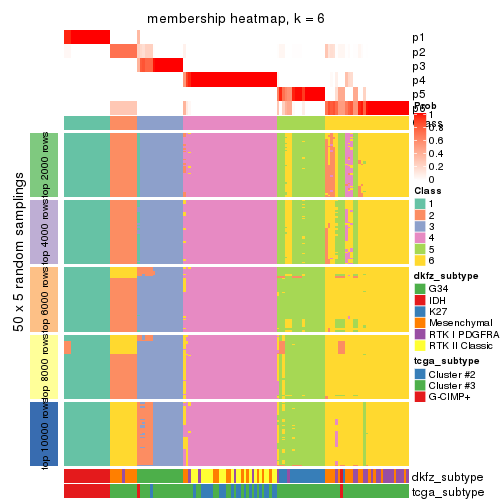 membership heatmap, k = 6
p1
p2
p3
p4
p5
p6
Prob
1
0.8
0.6
0.4
0.2
0
Class
Class
1
2
3
4
5
6
dkfz_subtype
G34
IDH
K27
Mesenchymal
RTK I PDGFRA
RTK II Classic
tcga_subtype
Cluster #2
Cluster #3
G-CIMP+
50 x 5 random samplings
top 2000 rows
top 4000 rows
top 6000 rows
top 8000 rows
top 10000 rows
dkfz_subtype
tcga_subtype